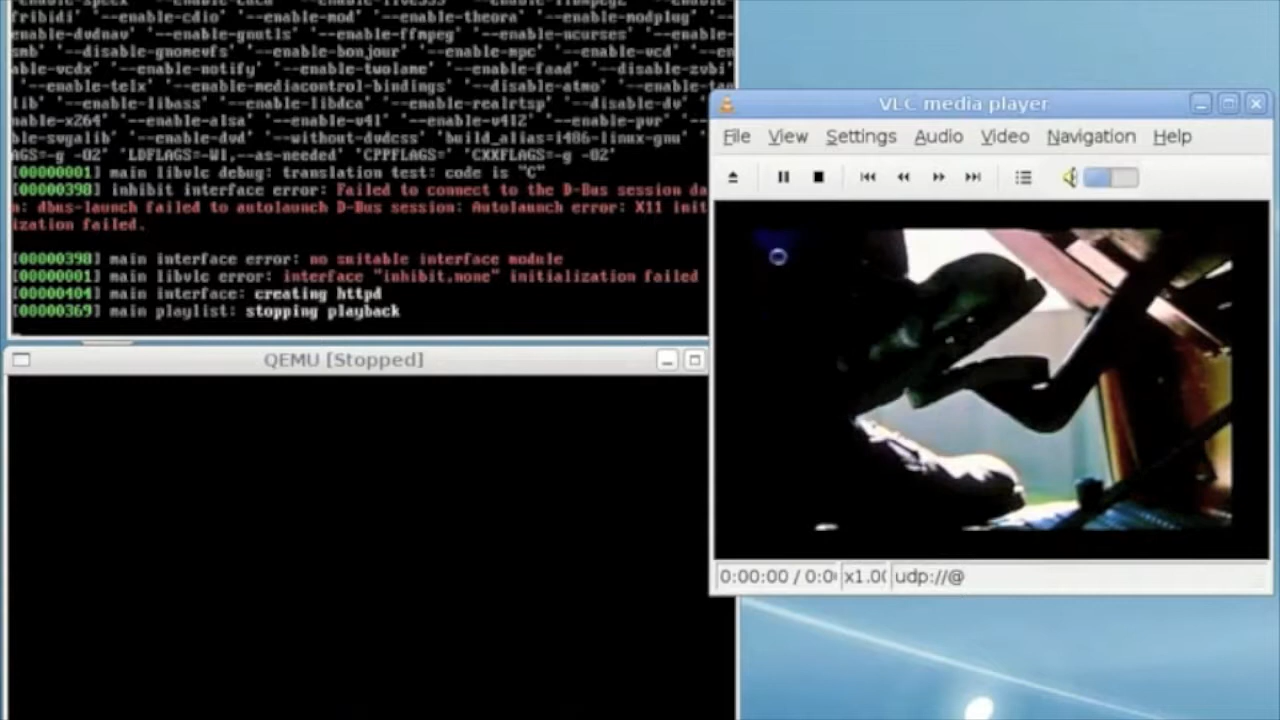 fribidi' '--enable-cdio' '--enable-mod' '--enable-theora' '--enable-modplug' '--en
enable-dvdnav' '--enable-gnutls' '--enable-ffmpeg' '--enable-ncurses' '--en
smb' '--disable-gnomevfs' '--enable-bonjour' '--enable-mpc' '--enable-vcd' '--en
able-vcdx' '--enable-notify' '--enable-twolame' '--enable-faad' '--disable-zvbi'
'--enable-telx' '--enable-mediacontrol-bindings' '--disable-atmo' '--enable-ta
lib' '--enable-libass' '--enable-libdca' '--enable-realrtsp' '--disable-dv'
nable-x264' '--enable-alsa' '--enable-v4l' '--enable-v4l2' '--enable-pvr'
ble-svgalib' '--enable-dvd' '--without-dvdcss' 'build_alias=i486-linux-gnu'
AGS=-g -O2' 'LDFLAGS=-Wl,--as-needed' 'CPPFLAGS=' 'CXXFLAGS=-g -O2'
[00000001] main libvlc debug: translation test: code is "C"
[00000398] inhibit interface error: Failed to connect to the D-Bus session da
n: dbus-launch failed to autolaunch D-Bus session: Autolaunch error: X11 init
ization failed.
[00000398] main interface error: no suitable interface module
[00000001] main libvlc error: interface "inhibit,none" initialization failed
[00000404] main interface: creating httpd
[00000369] main playlist: stopping playback
QEMU [Stopped]
VLC media player
File View Settings Audio Video Navigation Help
0:00:00 / 0:0 x1.00 udp://@